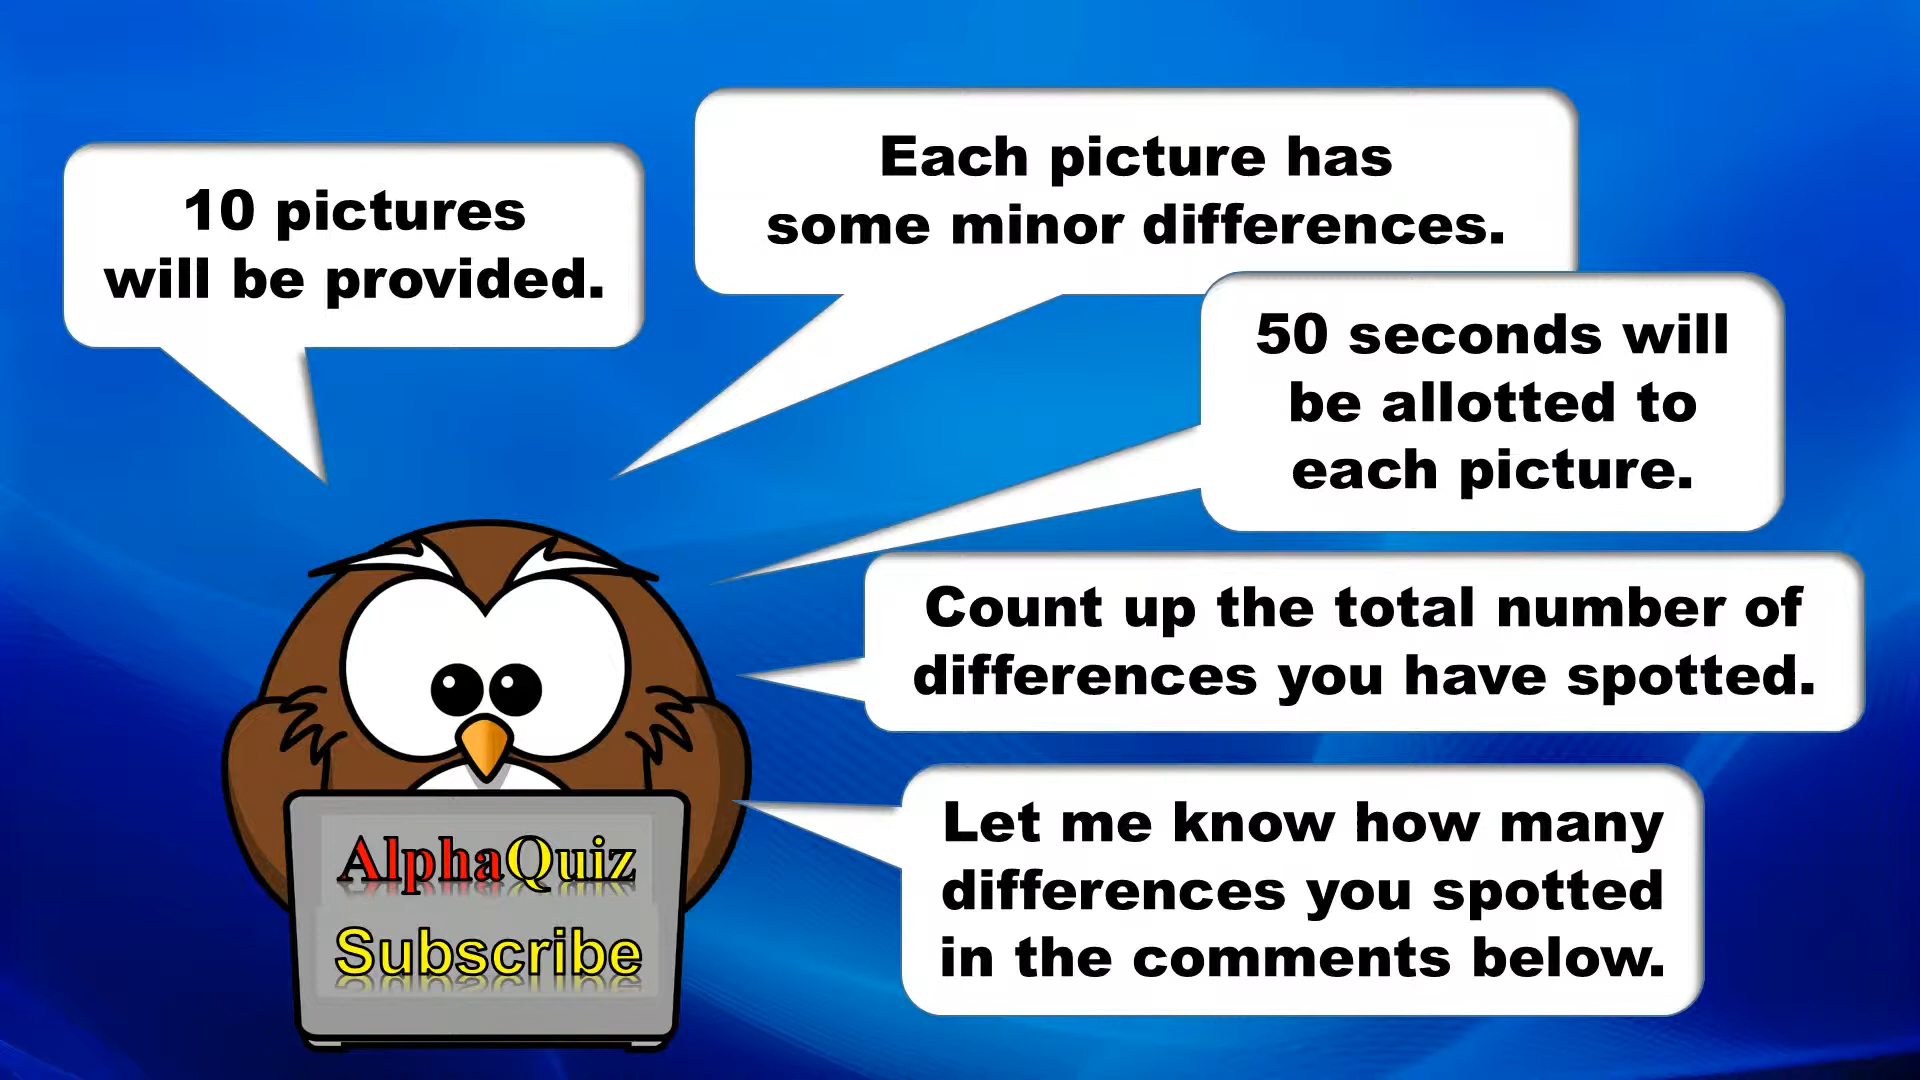 10 pictures
will be provided.
Each picture has
some minor differences.
50 seconds will
be allotted to
each picture.
Count up the total number of
differences you have spotted.
Let me know how many
differences you spotted
in the comments below.
AlphaQuiz
Subscribe